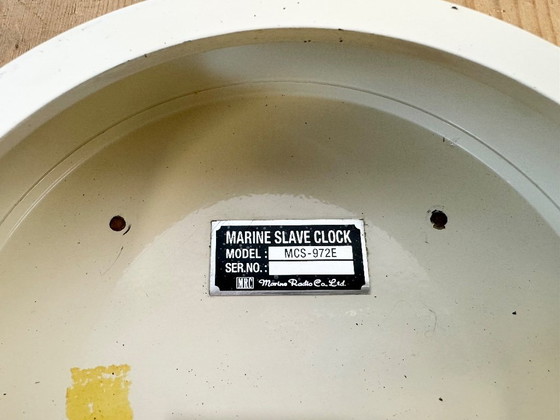 MARINE SLAVE CLOCK
MODEL : MCS-972E
SER.NO. :
MRC Marine Radio Co., Ltd.